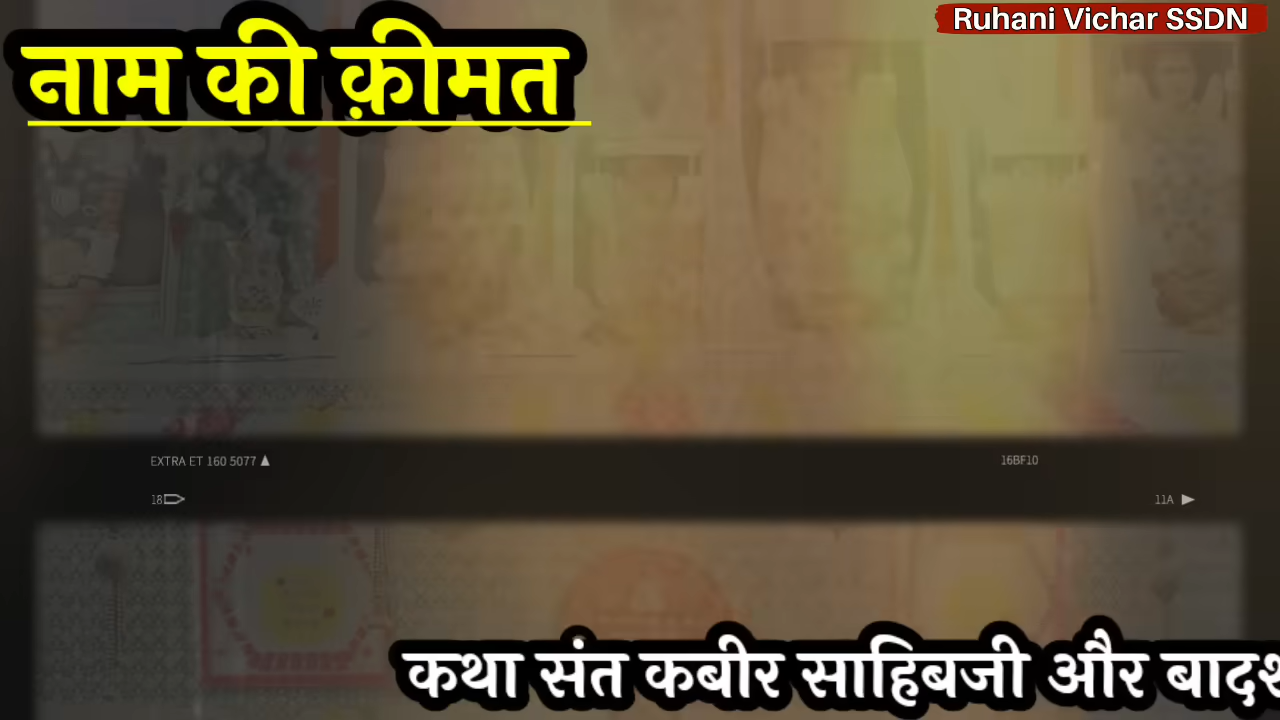 Ruhani Vichar SSDN
नाम की क़ीमत
EXTRA ET 160 5077 ▲
16BF10
18
11A ▶
कथा संत कबीर साहिबजी और